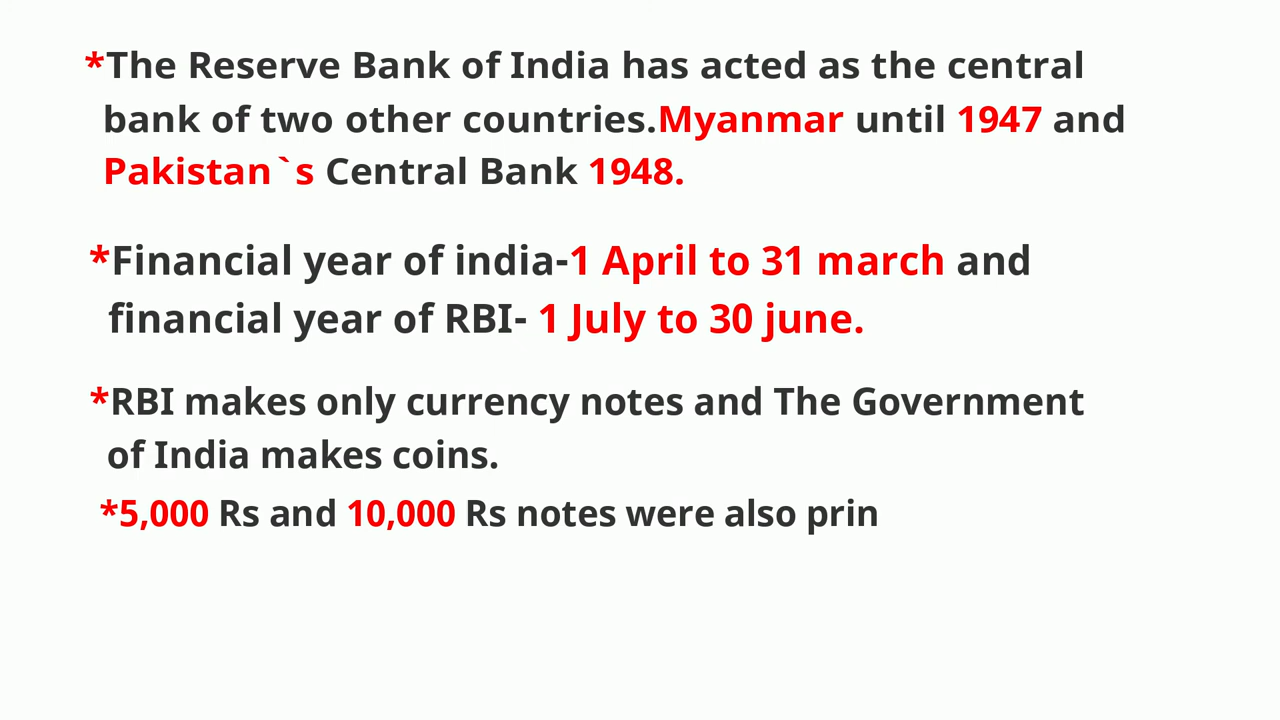 *The Reserve Bank of India has acted as the central
bank of two other countries.Myanmar until 1947 and
Pakistan`s Central Bank 1948.
*Financial year of india-1 April to 31 march and
financial year of RBI- 1 July to 30 june.
*RBI makes only currency notes and The Government
of India makes coins.
*5,000 Rs and 10,000 Rs notes were also prin